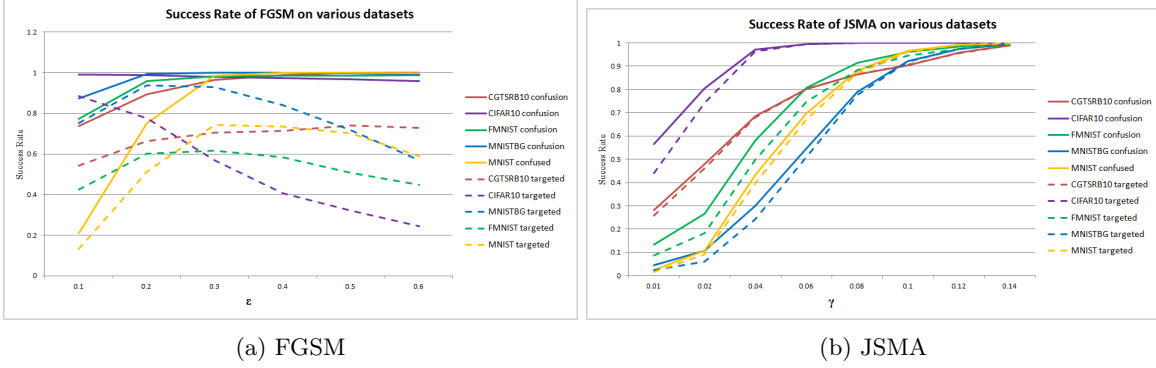 Success Rate of FGSM on various datasets
1.2
1
0.8
0.6
0.4
0.2
0
Success Rate
0.1 0.2 0.3 0.4 0.5 0.6
ε
CGTSRB10 confusion
CIFAR10 confusion
FMNIST confusion
MNISTBG confusion
MNIST confused
CGTSRB10 targeted
CIFAR10 targeted
MNISTBG targeted
FMNIST targeted
MNIST targeted
(a) FGSM
Success Rate of JSMA on various datasets
1
0.9
0.8
0.7
0.6
0.5
0.4
0.3
0.2
0.1
0
Success Rate
0.01 0.02 0.04 0.06 0.08 0.1 0.12 0.14
γ
CGTSRB10 confusion
CIFAR10 confusion
FMNIST confusion
MNISTBG confusion
MNIST confused
CGTSRB10 targeted
CIFAR10 targeted
FMNIST targeted
MNISTBG targeted
MNIST targeted
(b) JSMA